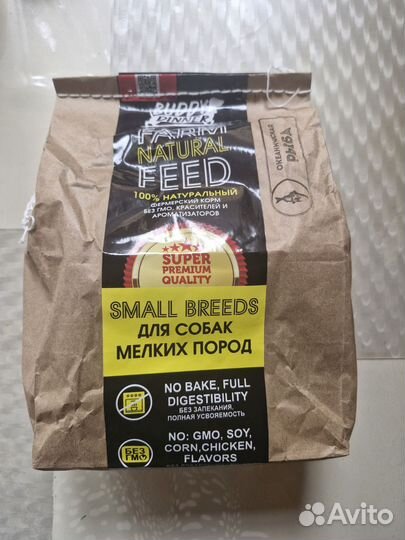 BUDDY
DINNER
FARM
NATURAL
FEED
100% НАТУРАЛЬНЫЙ
ФЕРМЕРСКИЙ КОРМ
БЕЗ ГМО, КРАСИТЕЛЕЙ И
АРОМАТИЗАТОРОВ
ОКЕАНИЧЕСКАЯ
РЫБА
SUPER
PREMIUM
QUALITY
SMALL BREEDS
ДЛЯ СОБАК
МЕЛКИХ ПОРОД
NO BAKE, FULL
DIGESTIBILITY
БЕЗ ЗАПЕКАНИЯ,
ПОЛНАЯ УСВОЯЕМОСТЬ
БЕЗ
ГМО
NO: GMO, SOY,
CORN,CHICKEN,
FLAVORS
Avito